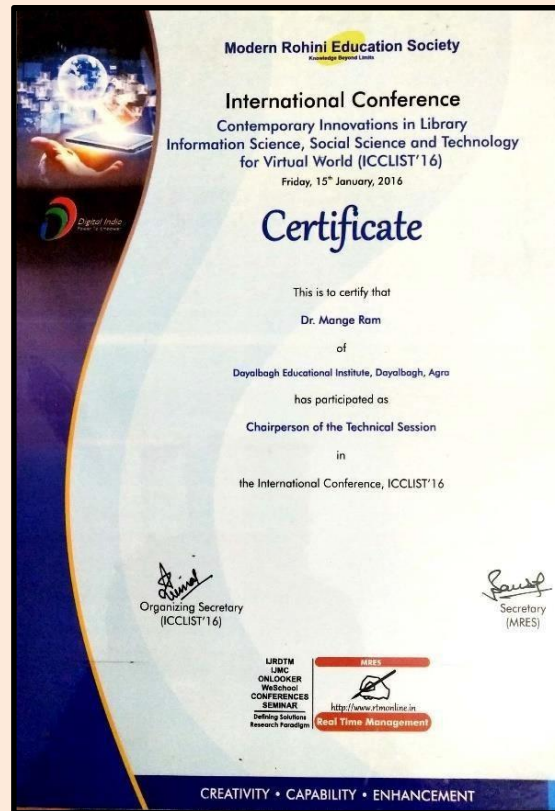 Modern Rohini Education Society
Knowledge Beyond Limits
International Conference
Contemporary Innovations in Library
Information Science, Social Science and Technology
for Virtual World (ICCLIST'16)
Friday, 15th January, 2016
Digital India
Power To Empower
Certificate
This is to certify that
Dr. Mange Ram
of
Dayalbagh Educational Institute, Dayalbagh, Agra
has participated as
Chairperson of the Technical Session
in
the International Conference, ICCLIST'16
Organizing Secretary
(ICCLIST'16)
Secretary
(MRES)
IJRDTM
IJMC
ONLOOKER
WeSchool
CONFERENCES
SEMINAR
Defining Solutions
Research Paradigm
MRES
http://www.rtmonline.in
Real Time Management
CREATIVITY • CAPABILITY • ENHANCEMENT